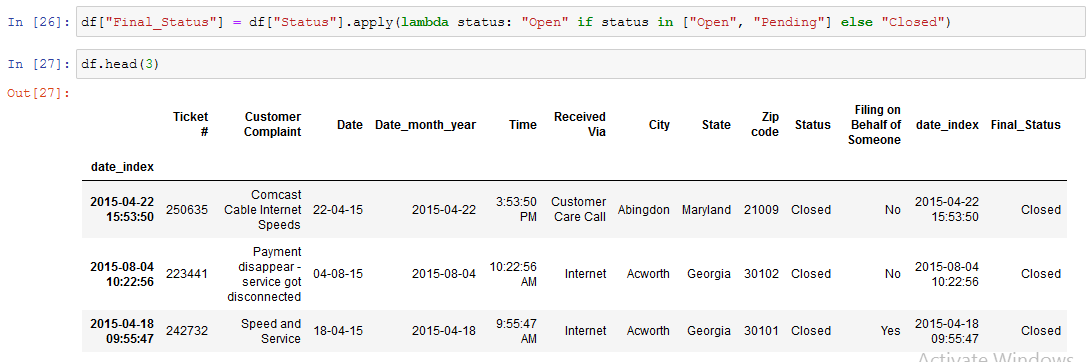 In [26]: df["Final_Status"] = df["Status"].apply(lambda status: "Open" if status in ["Open", "Pending"] else "Closed")
In [27]: df.head(3)
Out[27]:
Ticket # Customer Complaint Date Date_month_year Time Received Via City State Zip code Status Filing on Behalf of Someone date_index Final_Status
date_index
2015-04-22 15:53:50 250635 Comcast Cable Internet Speeds 22-04-15 2015-04-22 3:53:50 PM Customer Care Call Abingdon Maryland 21009 Closed No 2015-04-22 15:53:50 Closed
2015-08-04 10:22:56 223441 Payment disappear - service got disconnected 04-08-15 2015-08-04 10:22:56 AM Internet Acworth Georgia 30102 Closed No 2015-08-04 10:22:56 Closed
2015-04-18 09:55:47 242732 Speed and Service 18-04-15 2015-04-18 9:55:47 AM Internet Acworth Georgia 30101 Closed Yes 2015-04-18 09:55:47 Closed
Activate Windows